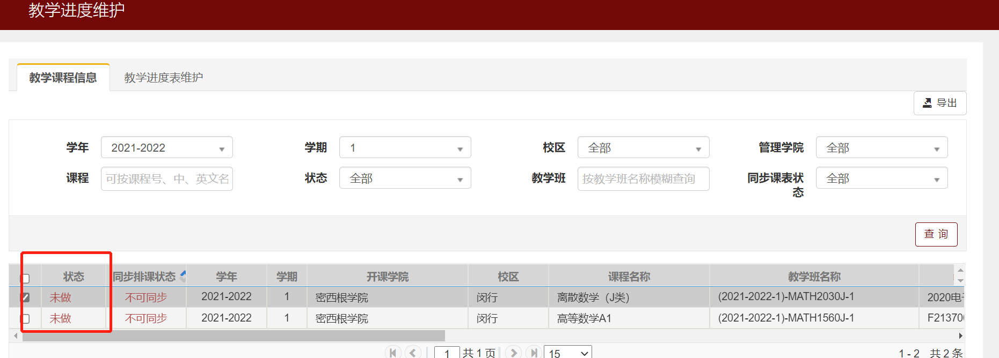 教学进度维护
教学课程信息 教学进度表维护
导出
学年 2021-2022 学期 1 校区 全部 管理学院 全部
课程 可按课程号、中、英文名 状态 全部 教学班 按教学班名称模糊查询 同步课表状态 全部
查 询
状态 同步排课状态 学年 学期 开课学院 校区 课程名称 教学班名称
未做 不可同步 2021-2022 1 密西根学院 闵行 离散数学（J类） (2021-2022-1)-MATH2030J-1 2020电
未做 不可同步 2021-2022 1 密西根学院 闵行 高等数学A1 (2021-2022-1)-MATH1560J-1 F21370
1 共 1 页 15 1 - 2 共 2 条